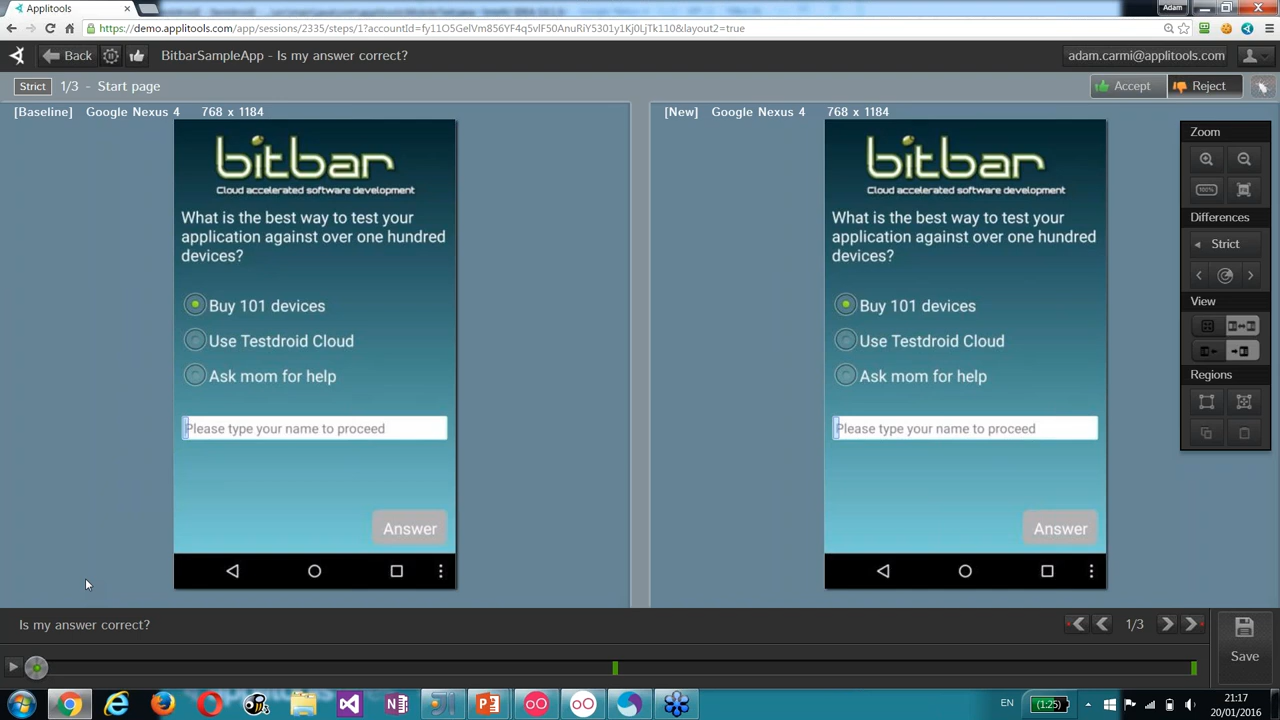 Applitools
Adam
https://demo.applitools.com/app/sessions/2335/steps/1?accountId=fy11O5GelVm856YF4q5vlF50AnuRiY5301y1Kj0LjTk110&layout2=true
Back
BitbarSampleApp - Is my answer correct?
adam.carmi@applitools.com
Strict
1/3 - Start page
Accept
Reject
[Baseline] Google Nexus 4 768 x 1184
[New] Google Nexus 4 768 x 1184
bitbar
Cloud accelerated software development
What is the best way to test your
application against over one hundred
devices?
Buy 101 devices
Use Testdroid Cloud
Ask mom for help
Please type your name to proceed
Answer
bitbar
Cloud accelerated software development
What is the best way to test your
application against over one hundred
devices?
Buy 101 devices
Use Testdroid Cloud
Ask mom for help
Please type your name to proceed
Answer
Zoom
100%
Differences
Strict
View
Regions
Is my answer correct?
1/3
Save
EN
(1:25)
21:17
20/01/2016